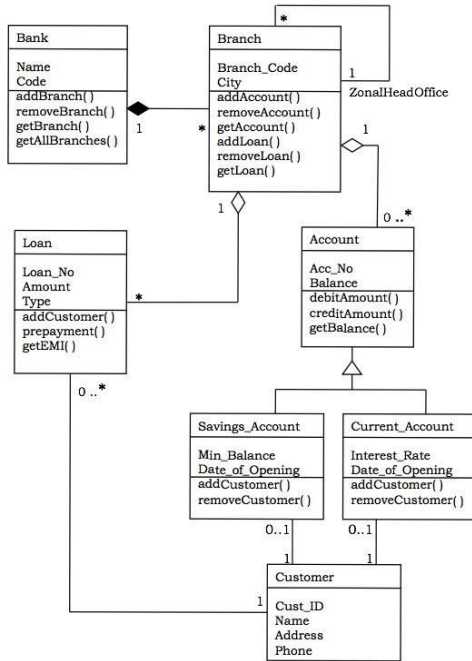 Bank
Name
Code
addBranch()
removeBranch()
getBranch()
getAllBranches()
1
*
Branch
Branch_Code
City
addAccount()
removeAccount()
getAccount()
addLoan()
removeLoan()
getLoan()
*
1
ZonalHeadOffice
1
0..*
1
*
Loan
Loan_No
Amount
Type
addCustomer()
prepayment()
getEMI()
0..*
Account
Acc_No
Balance
debitAmount()
creditAmount()
getBalance()
Savings_Account
Min_Balance
Date_of_Opening
addCustomer()
removeCustomer()
Current_Account
Interest_Rate
Date_of_Opening
addCustomer()
removeCustomer()
0..1
0..1
1
1
1
Customer
Cust_ID
Name
Address
Phone